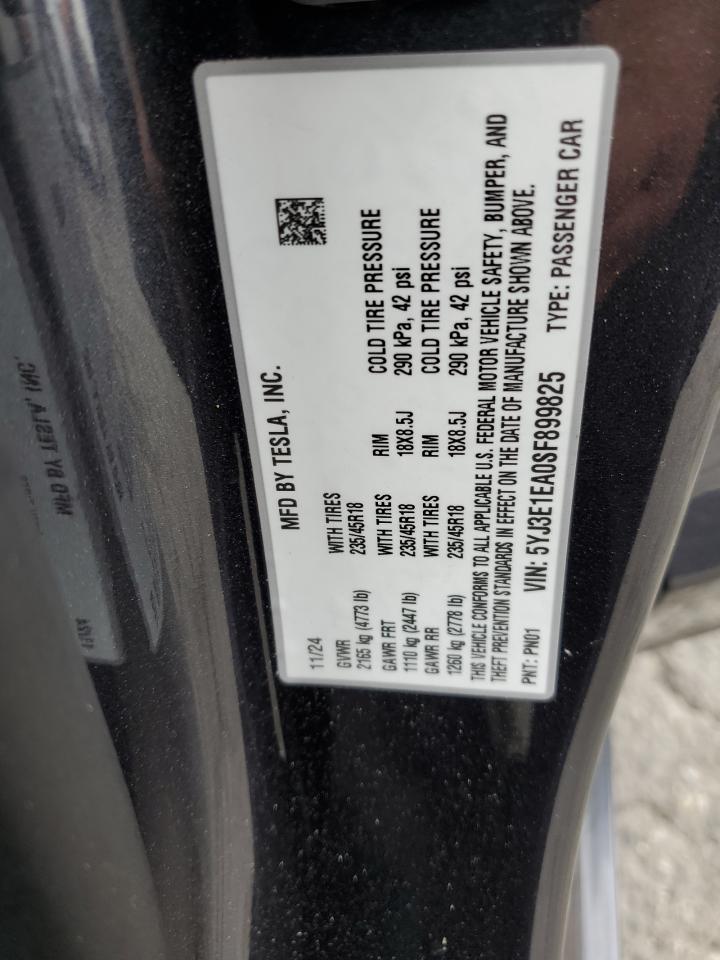 MFD BY TESLA, INC.
11/24
GVWR WITH TIRES
2165 kg (4773 lb) 235/45R18
GAWR FRT WITH TIRES RIM COLD TIRE PRESSURE
1110 kg (2447 lb) 235/45R18 18X8.5J 290 kPa, 42 psi
GAWR RR WITH TIRES RIM COLD TIRE PRESSURE
1260 kg (2778 lb) 235/45R18 18X8.5J 290 kPa, 42 psi
THIS VEHICLE CONFORMS TO ALL APPLICABLE U.S. FEDERAL MOTOR VEHICLE SAFETY, BUMPER, AND
THEFT PREVENTION STANDARDS IN EFFECT ON THE DATE OF MANUFACTURE SHOWN ABOVE.
PNT: PN01 VIN: 5YJ3E1EA0SF899825 TYPE: PASSENGER CAR
MFD BY TESLA, INC.